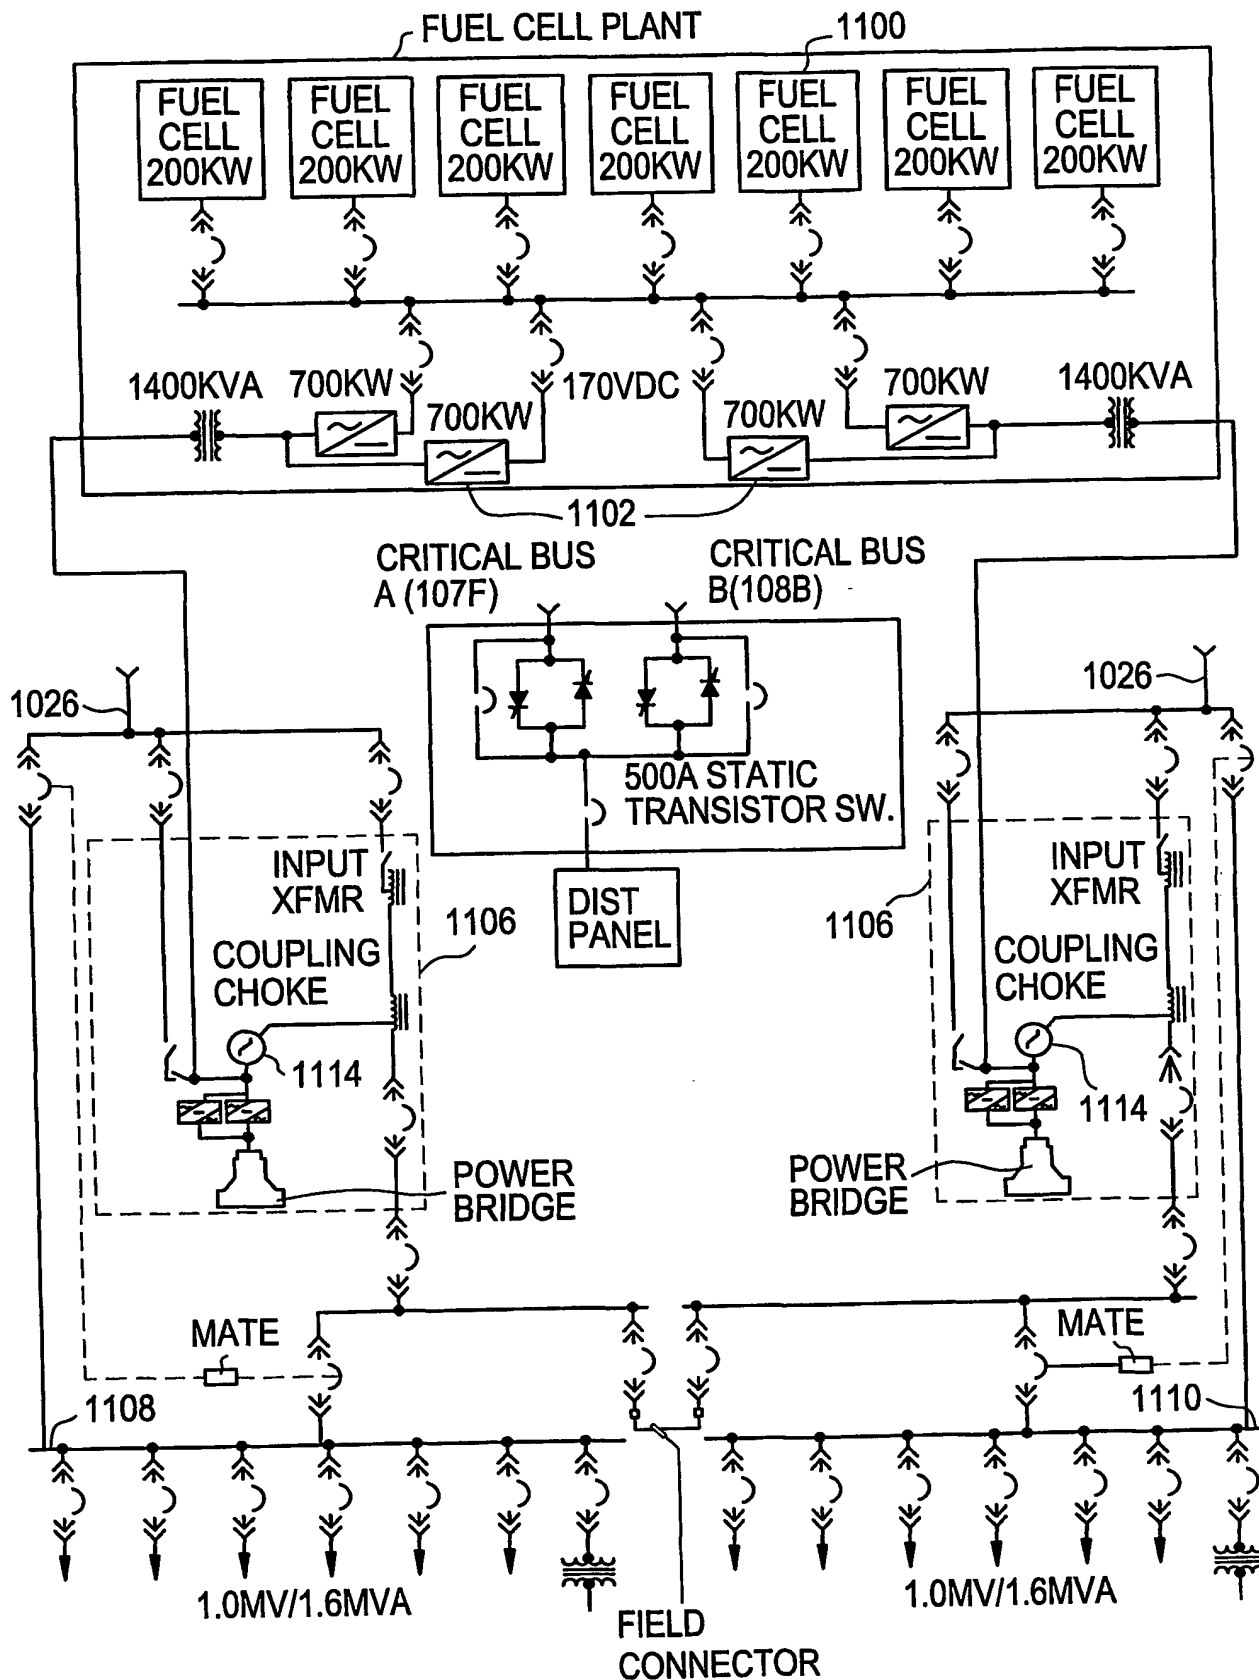 FUEL CELL PLANT
1100
FUEL
CELL
200KW
FUEL
CELL
200KW
FUEL
CELL
200KW
FUEL
CELL
200KW
FUEL
CELL
200KW
FUEL
CELL
200KW
FUEL
CELL
200KW
1400KVA
700KW
700KW
170VDC
700KW
700KW
1400KVA
1102
CRITICAL BUS
A (107F)
CRITICAL BUS
B(108B)
1026
1026
500A STATIC
TRANSISTOR SW.
DIST
PANEL
INPUT
XFMR
1106
COUPLING
CHOKE
1114
POWER
BRIDGE
INPUT
XFMR
1106
COUPLING
CHOKE
1114
POWER
BRIDGE
MATE
MATE
1108
1110
1.0MV/1.6MVA
1.0MV/1.6MVA
FIELD
CONNECTOR